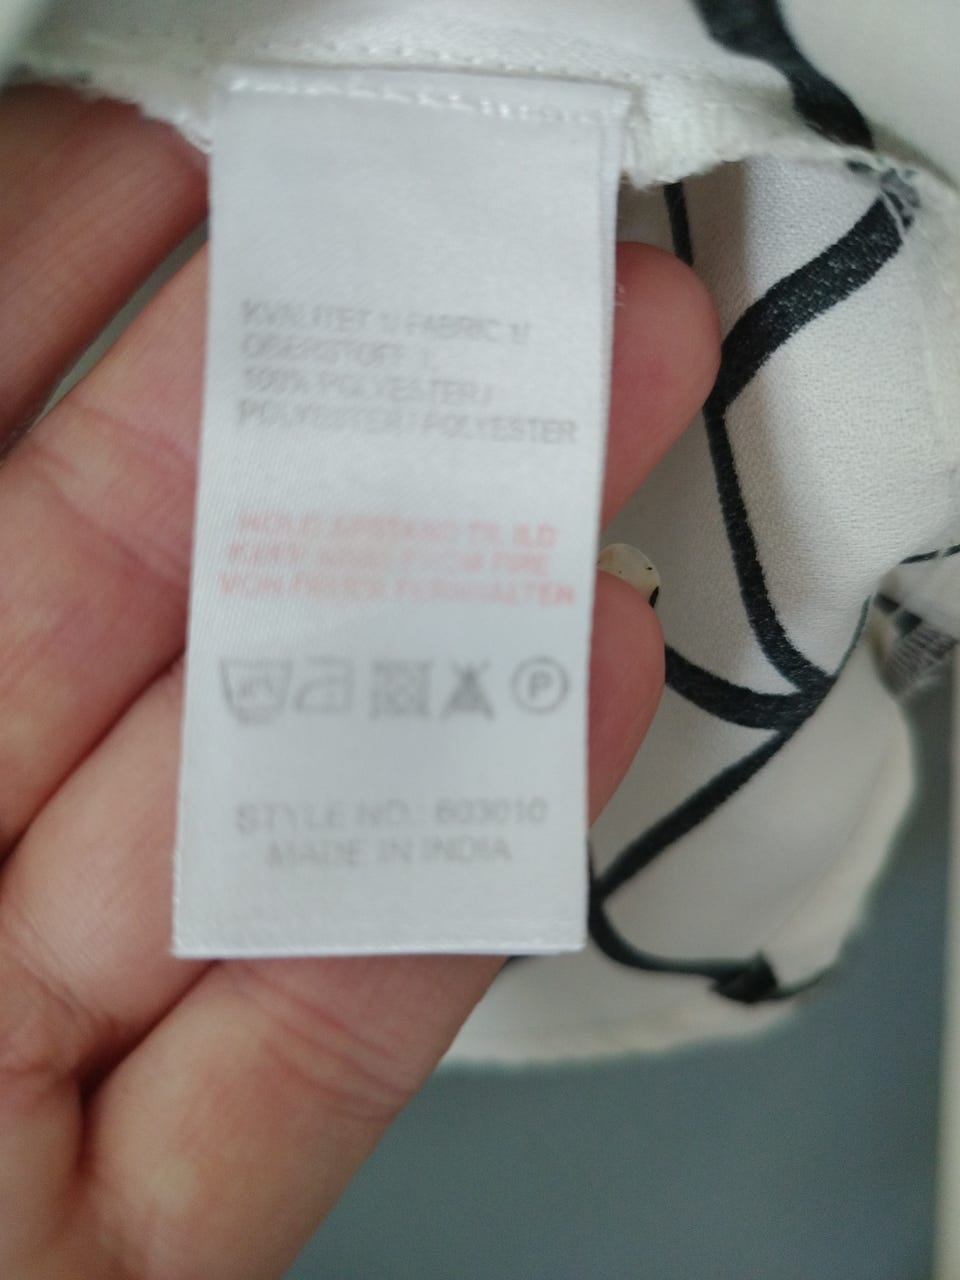 KVALITET 1/ FABRIC 1/
OBERSTOFF 1:
100% POLYESTER /
POLYESTER / POLYESTER
HOLD AFSTAND TIL ILD
KEEP AWAY FROM FIRE
VON FEUER FERNHALTEN
P
STYLE NO.: 603010
MADE IN INDIA